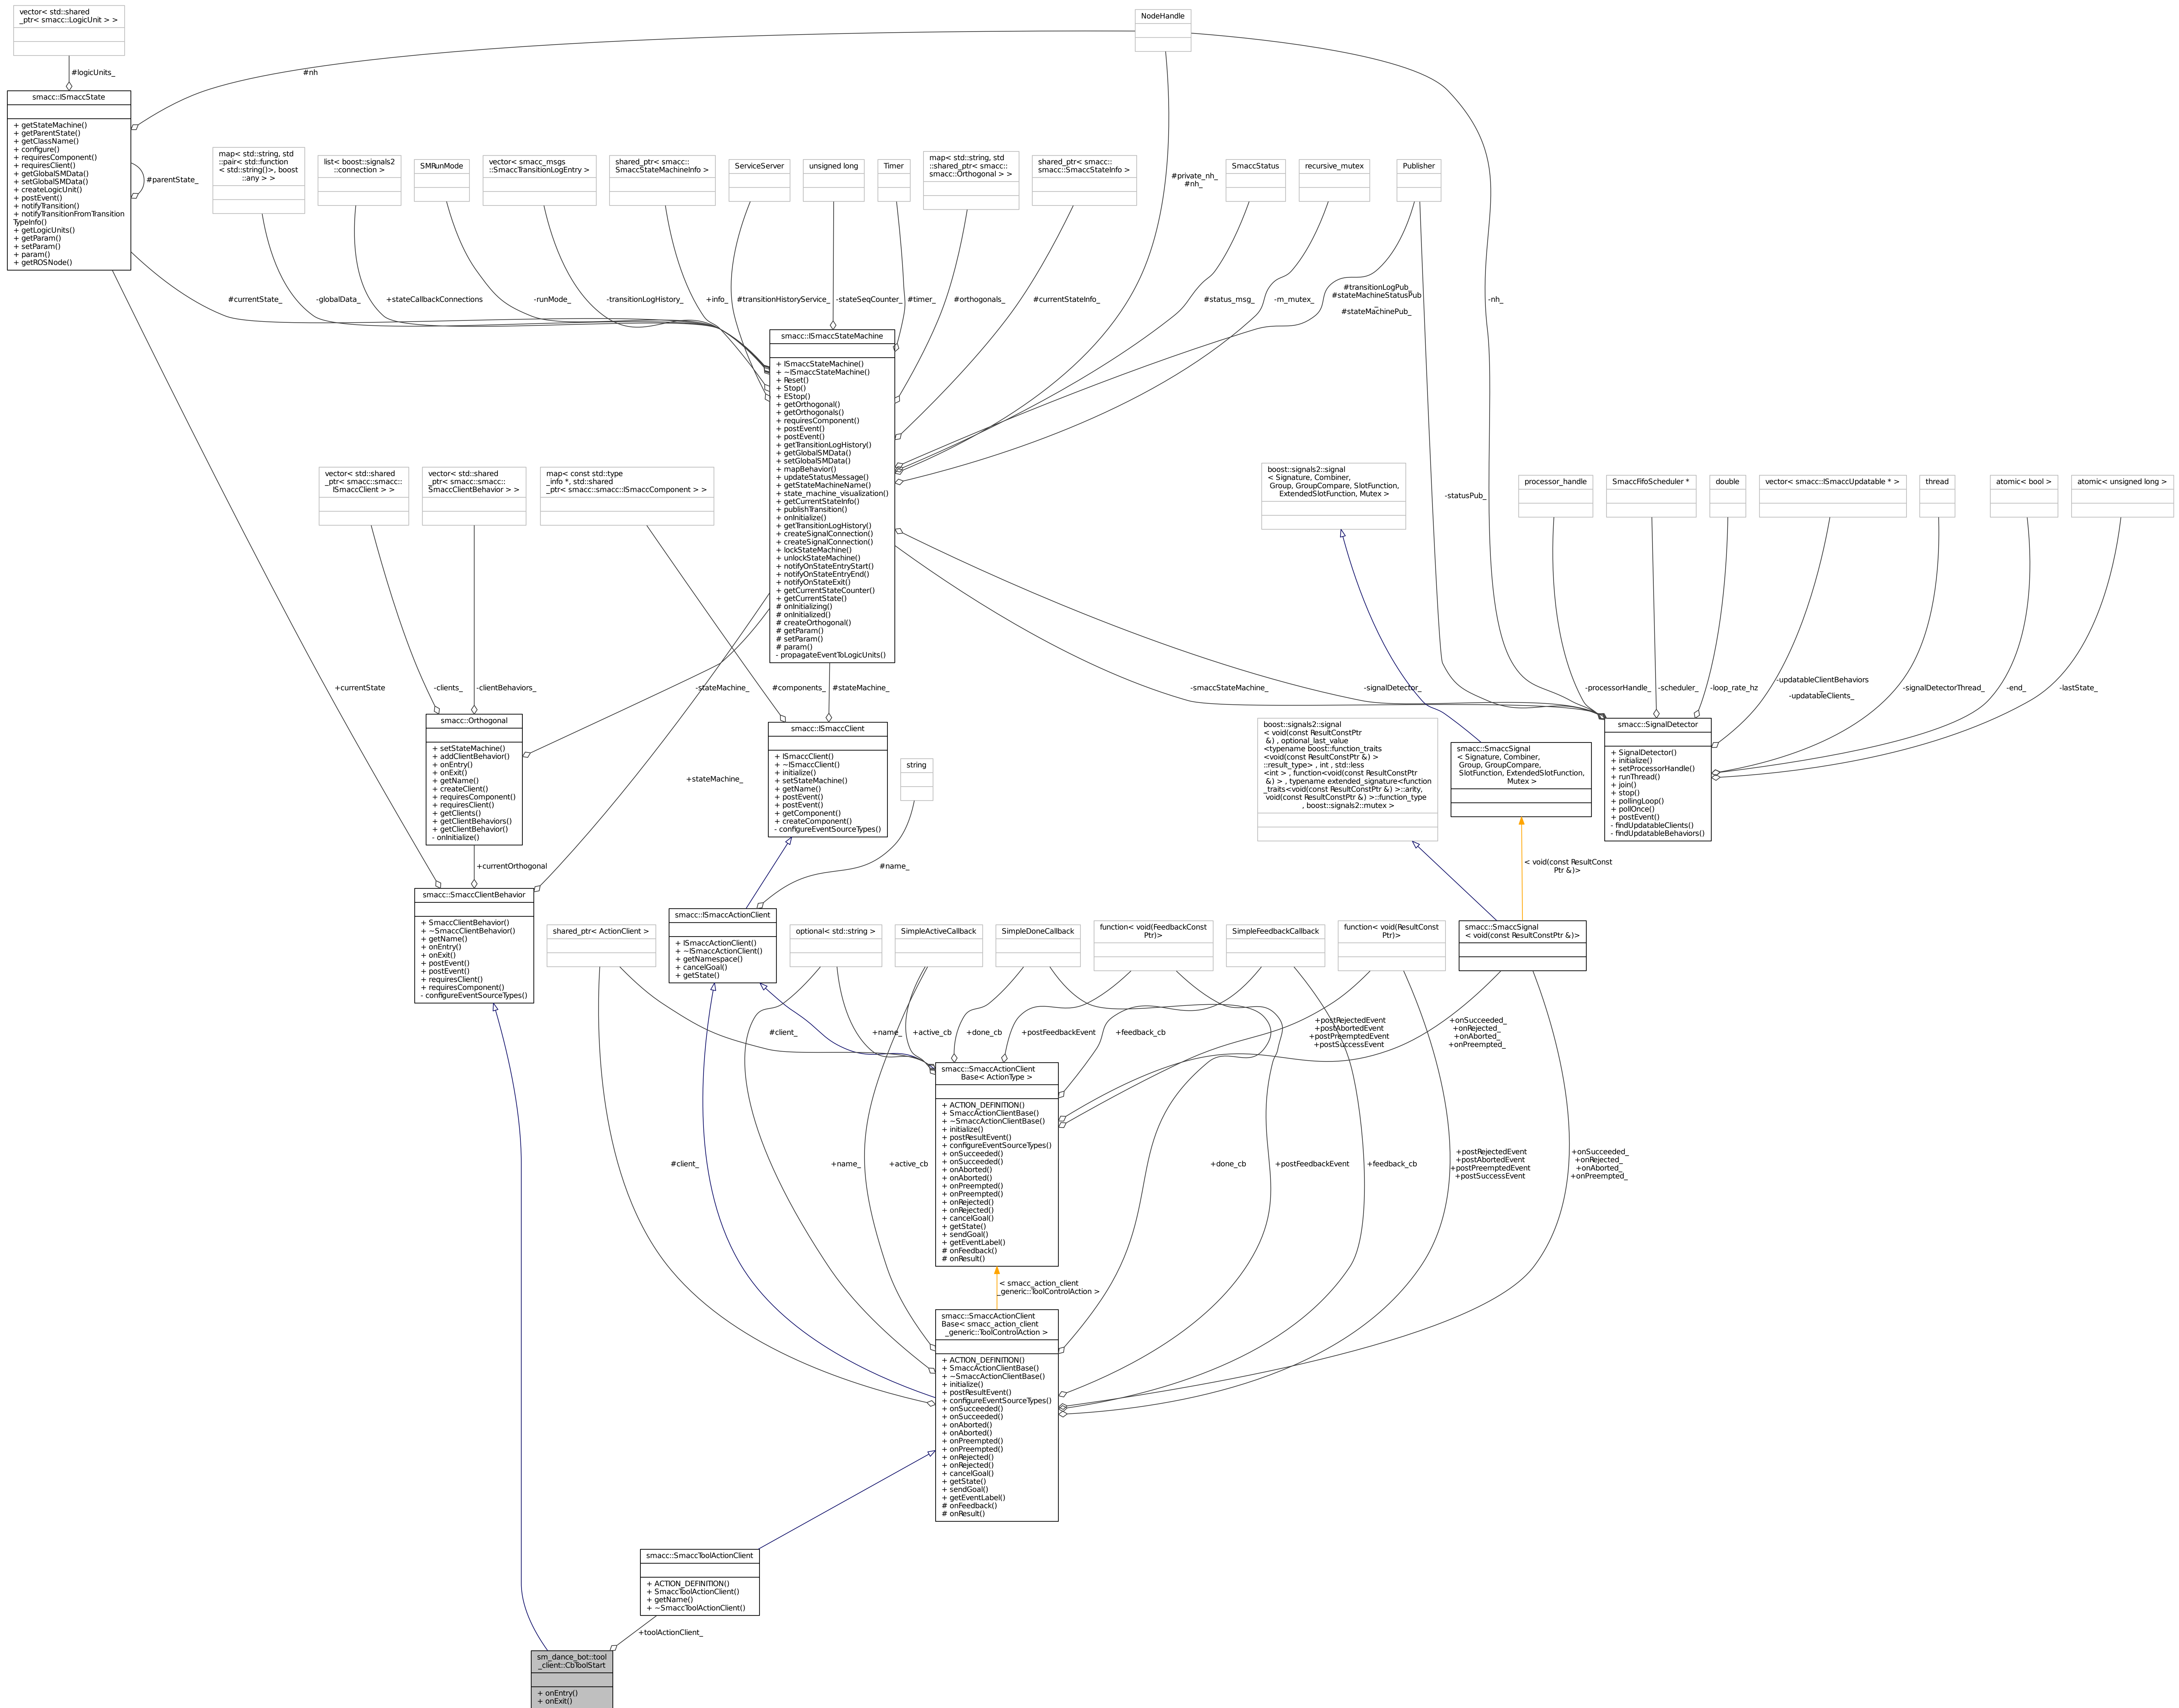 vector< std::shared
_ptr< smacc::LogicUnit > >
NodeHandle
#logicUnits_
#nh
smacc::ISmaccState
+ getStateMachine()
+ getParentState()
+ getClassName()
+ configure()
+ requiresComponent()
+ requiresClient()
+ getGlobalSMData()
+ setGlobalSMData()
+ createLogicUnit()
+ postEvent()
+ notifyTransition()
+ notifyTransitionFromTransition
TypeInfo()
+ getLogicUnits()
+ getParam()
+ setParam()
+ param()
+ getROSNode()
#parentState_
map< std::string, std
::pair< std::function
< std::string()>, boost
::any > >
list< boost::signals2
::connection >
SMRunMode
vector< smacc_msgs
::SmaccTransitionLogEntry >
shared_ptr< smacc::
SmaccStateMachineInfo >
ServiceServer
unsigned long
Timer
map< std::string, std
::shared_ptr< smacc::
smacc::Orthogonal > >
shared_ptr< smacc::
smacc::SmaccStateInfo >
#private_nh_
#nh_
SmaccStatus
recursive_mutex
Publisher
#currentState_
-globalData_
+stateCallbackConnections
-runMode_
-transitionLogHistory_
+info_
#transitionHistoryService_
-stateSeqCounter_
#timer_
#orthogonals_
#currentStateInfo_
#status_msg_
-m_mutex_
#transitionLogPub_
#stateMachineStatusPub
_
#stateMachinePub_
-nh_
smacc::ISmaccStateMachine
+ ISmaccStateMachine()
+ ~ISmaccStateMachine()
+ Reset()
+ Stop()
+ EStop()
+ getOrthogonal()
+ getOrthogonals()
+ requiresComponent()
+ postEvent()
+ postEvent()
+ getTransitionLogHistory()
+ getGlobalSMData()
+ setGlobalSMData()
+ mapBehavior()
+ updateStatusMessage()
+ getStateMachineName()
+ state_machine_visualization()
+ getCurrentStateInfo()
+ publishTransition()
+ onInitialize()
+ getTransitionLogHistory()
+ createSignalConnection()
+ createSignalConnection()
+ lockStateMachine()
+ unlockStateMachine()
+ notifyOnStateEntryStart()
+ notifyOnStateEntryEnd()
+ notifyOnStateExit()
+ getCurrentStateCounter()
+ getCurrentState()
# onInitializing()
# onInitialized()
# createOrthogonal()
# getParam()
# setParam()
# param()
- propagateEventToLogicUnits()
vector< std::shared
_ptr< smacc::smacc::
ISmaccClient > >
vector< std::shared
_ptr< smacc::smacc::
SmaccClientBehavior > >
map< const std::type
_info *, std::shared
_ptr< smacc::smacc::ISmaccComponent > >
boost::signals2::signal
< Signature, Combiner,
Group, GroupCompare, SlotFunction,
ExtendedSlotFunction, Mutex >
-statusPub_
processor_handle
SmaccFifoScheduler *
double
vector< smacc::ISmaccUpdatable * >
thread
atomic< bool >
atomic< unsigned long >
+currentState
-clients_
-clientBehaviors_
-stateMachine_
#components_
#stateMachine_
-smaccStateMachine_
-signalDetector_
-processorHandle_
-scheduler_
-loop_rate_hz
-updatableClientBehaviors
_
-updatableClients_
-signalDetectorThread_
-end_
-lastState_
smacc::Orthogonal
+ setStateMachine()
+ addClientBehavior()
+ onEntry()
+ onExit()
+ getName()
+ createClient()
+ requiresComponent()
+ requiresClient()
+ getClients()
+ getClientBehaviors()
+ getClientBehavior()
- onInitialize()
+stateMachine_
smacc::ISmaccClient
+ ISmaccClient()
+ ~ISmaccClient()
+ initialize()
+ setStateMachine()
+ getName()
+ postEvent()
+ postEvent()
+ getComponent()
+ createComponent()
- configureEventSourceTypes()
string
boost::signals2::signal
< void(const ResultConstPtr
&) , optional_last_value
<typename boost::function_traits
<void(const ResultConstPtr &) >
::result_type> , int , std::less
<int > , function<void(const ResultConstPtr
&) > , typename extended_signature<function
_traits<void(const ResultConstPtr &) >::arity,
void(const ResultConstPtr &) >::function_type
, boost::signals2::mutex >
smacc::SmaccSignal
< Signature, Combiner,
Group, GroupCompare,
SlotFunction, ExtendedSlotFunction,
Mutex >
smacc::SignalDetector
+ SignalDetector()
+ initialize()
+ setProcessorHandle()
+ runThread()
+ join()
+ stop()
+ pollingLoop()
+ pollOnce()
+ postEvent()
- findUpdatableClients()
- findUpdatableBehaviors()
+currentOrthogonal
#name_
< void(const ResultConst
Ptr &)>
smacc::SmaccClientBehavior
+ SmaccClientBehavior()
+ ~SmaccClientBehavior()
+ getName()
+ onEntry()
+ onExit()
+ postEvent()
+ postEvent()
+ requiresClient()
+ requiresComponent()
- configureEventSourceTypes()
shared_ptr< ActionClient >
smacc::ISmaccActionClient
+ ISmaccActionClient()
+ ~ISmaccActionClient()
+ getNamespace()
+ cancelGoal()
+ getState()
optional< std::string >
SimpleActiveCallback
SimpleDoneCallback
function< void(FeedbackConst
Ptr)>
SimpleFeedbackCallback
function< void(ResultConst
Ptr)>
smacc::SmaccSignal
< void(const ResultConstPtr &)>
#client_
+name_
+active_cb
+done_cb
+postFeedbackEvent
+feedback_cb
+postRejectedEvent
+postAbortedEvent
+postPreemptedEvent
+postSuccessEvent
+onSucceeded_
+onRejected_
+onAborted_
+onPreempted_
smacc::SmaccActionClient
Base< ActionType >
+ ACTION_DEFINITION()
+ SmaccActionClientBase()
+ ~SmaccActionClientBase()
+ initialize()
+ postResultEvent()
+ configureEventSourceTypes()
+ onSucceeded()
+ onSucceeded()
+ onAborted()
+ onAborted()
+ onPreempted()
+ onPreempted()
+ onRejected()
+ onRejected()
+ cancelGoal()
+ getState()
+ sendGoal()
+ getEventLabel()
# onFeedback()
# onResult()
#client_
+name_
+active_cb
+done_cb
+postFeedbackEvent
+feedback_cb
+postRejectedEvent
+postAbortedEvent
+postPreemptedEvent
+postSuccessEvent
+onSucceeded_
+onRejected_
+onAborted_
+onPreempted_
< smacc_action_client
_generic::ToolControlAction >
smacc::SmaccActionClient
Base< smacc_action_client
_generic::ToolControlAction >
+ ACTION_DEFINITION()
+ SmaccActionClientBase()
+ ~SmaccActionClientBase()
+ initialize()
+ postResultEvent()
+ configureEventSourceTypes()
+ onSucceeded()
+ onSucceeded()
+ onAborted()
+ onAborted()
+ onPreempted()
+ onPreempted()
+ onRejected()
+ onRejected()
+ cancelGoal()
+ getState()
+ sendGoal()
+ getEventLabel()
# onFeedback()
# onResult()
smacc::SmaccToolActionClient
+ ACTION_DEFINITION()
+ SmaccToolActionClient()
+ getName()
+ ~SmaccToolActionClient()
+toolActionClient_
sm_dance_bot::tool
_client::CbToolStart
+ onEntry()
+ onExit()